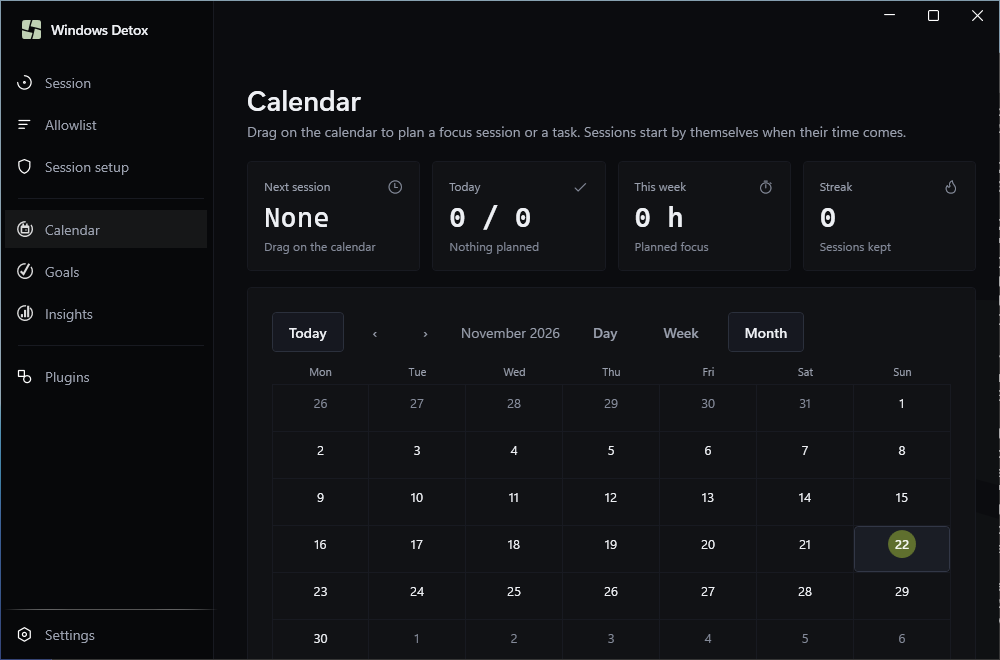 Windows Detox
Session
Allowlist
Session setup
Calendar
Goals
Insights
Plugins
Settings
Calendar
Drag on the calendar to plan a focus session or a task. Sessions start by themselves when their time comes.
Next session
None
Drag on the calendar
Today
0 / 0
Nothing planned
This week
0 h
Planned focus
Streak
0
Sessions kept
Today ‹ › November 2026 Day Week Month
Mon Tue Wed Thu Fri Sat Sun
26 27 28 29 30 31 1
2 3 4 5 6 7 8
9 10 11 12 13 14 15
16 17 18 19 20 21 22
23 24 25 26 27 28 29
30 1 2 3 4 5 6